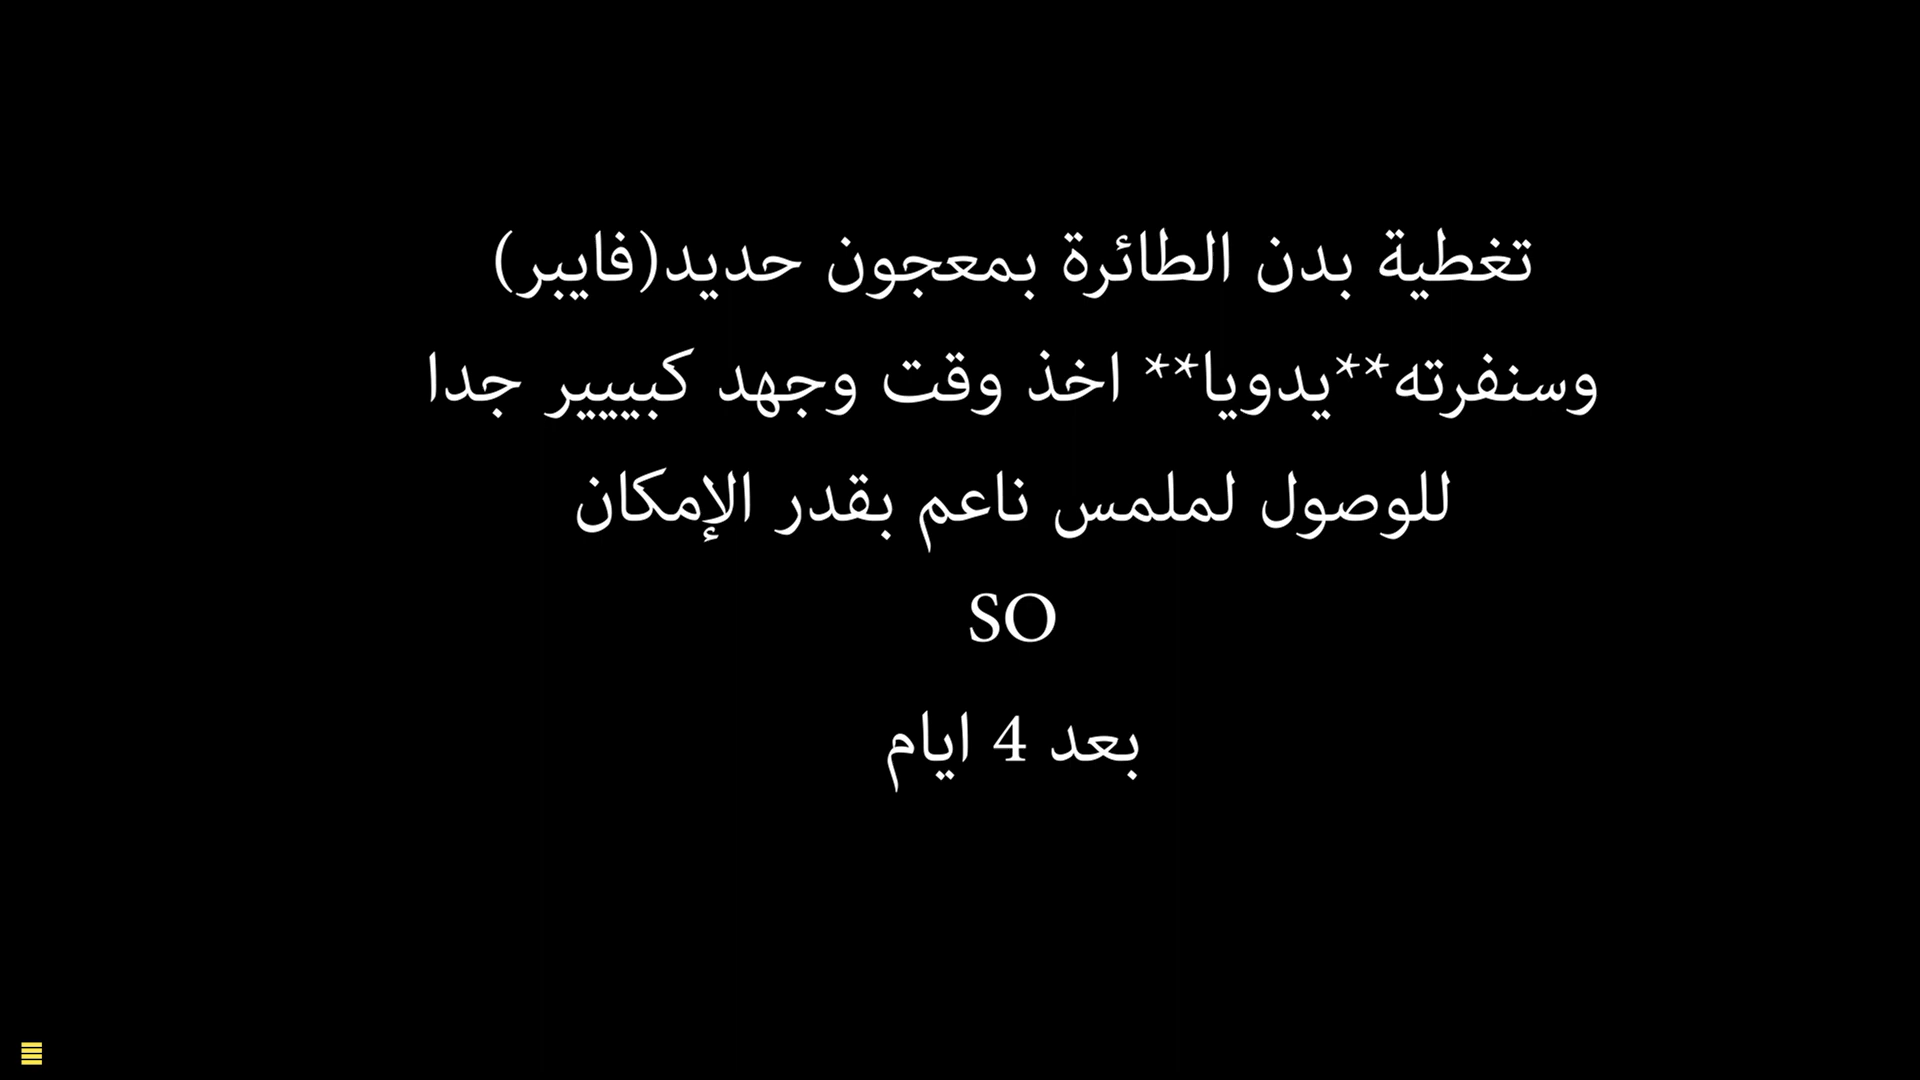 تغطية بدن الطائرة بمعجون حديد(فايبر)
وسنفرته**يدويا** اخذ وقت وجهد كبيييير جدا
للوصول لملمس ناعم بقدر الإمكان
SO
بعد 4 ايام